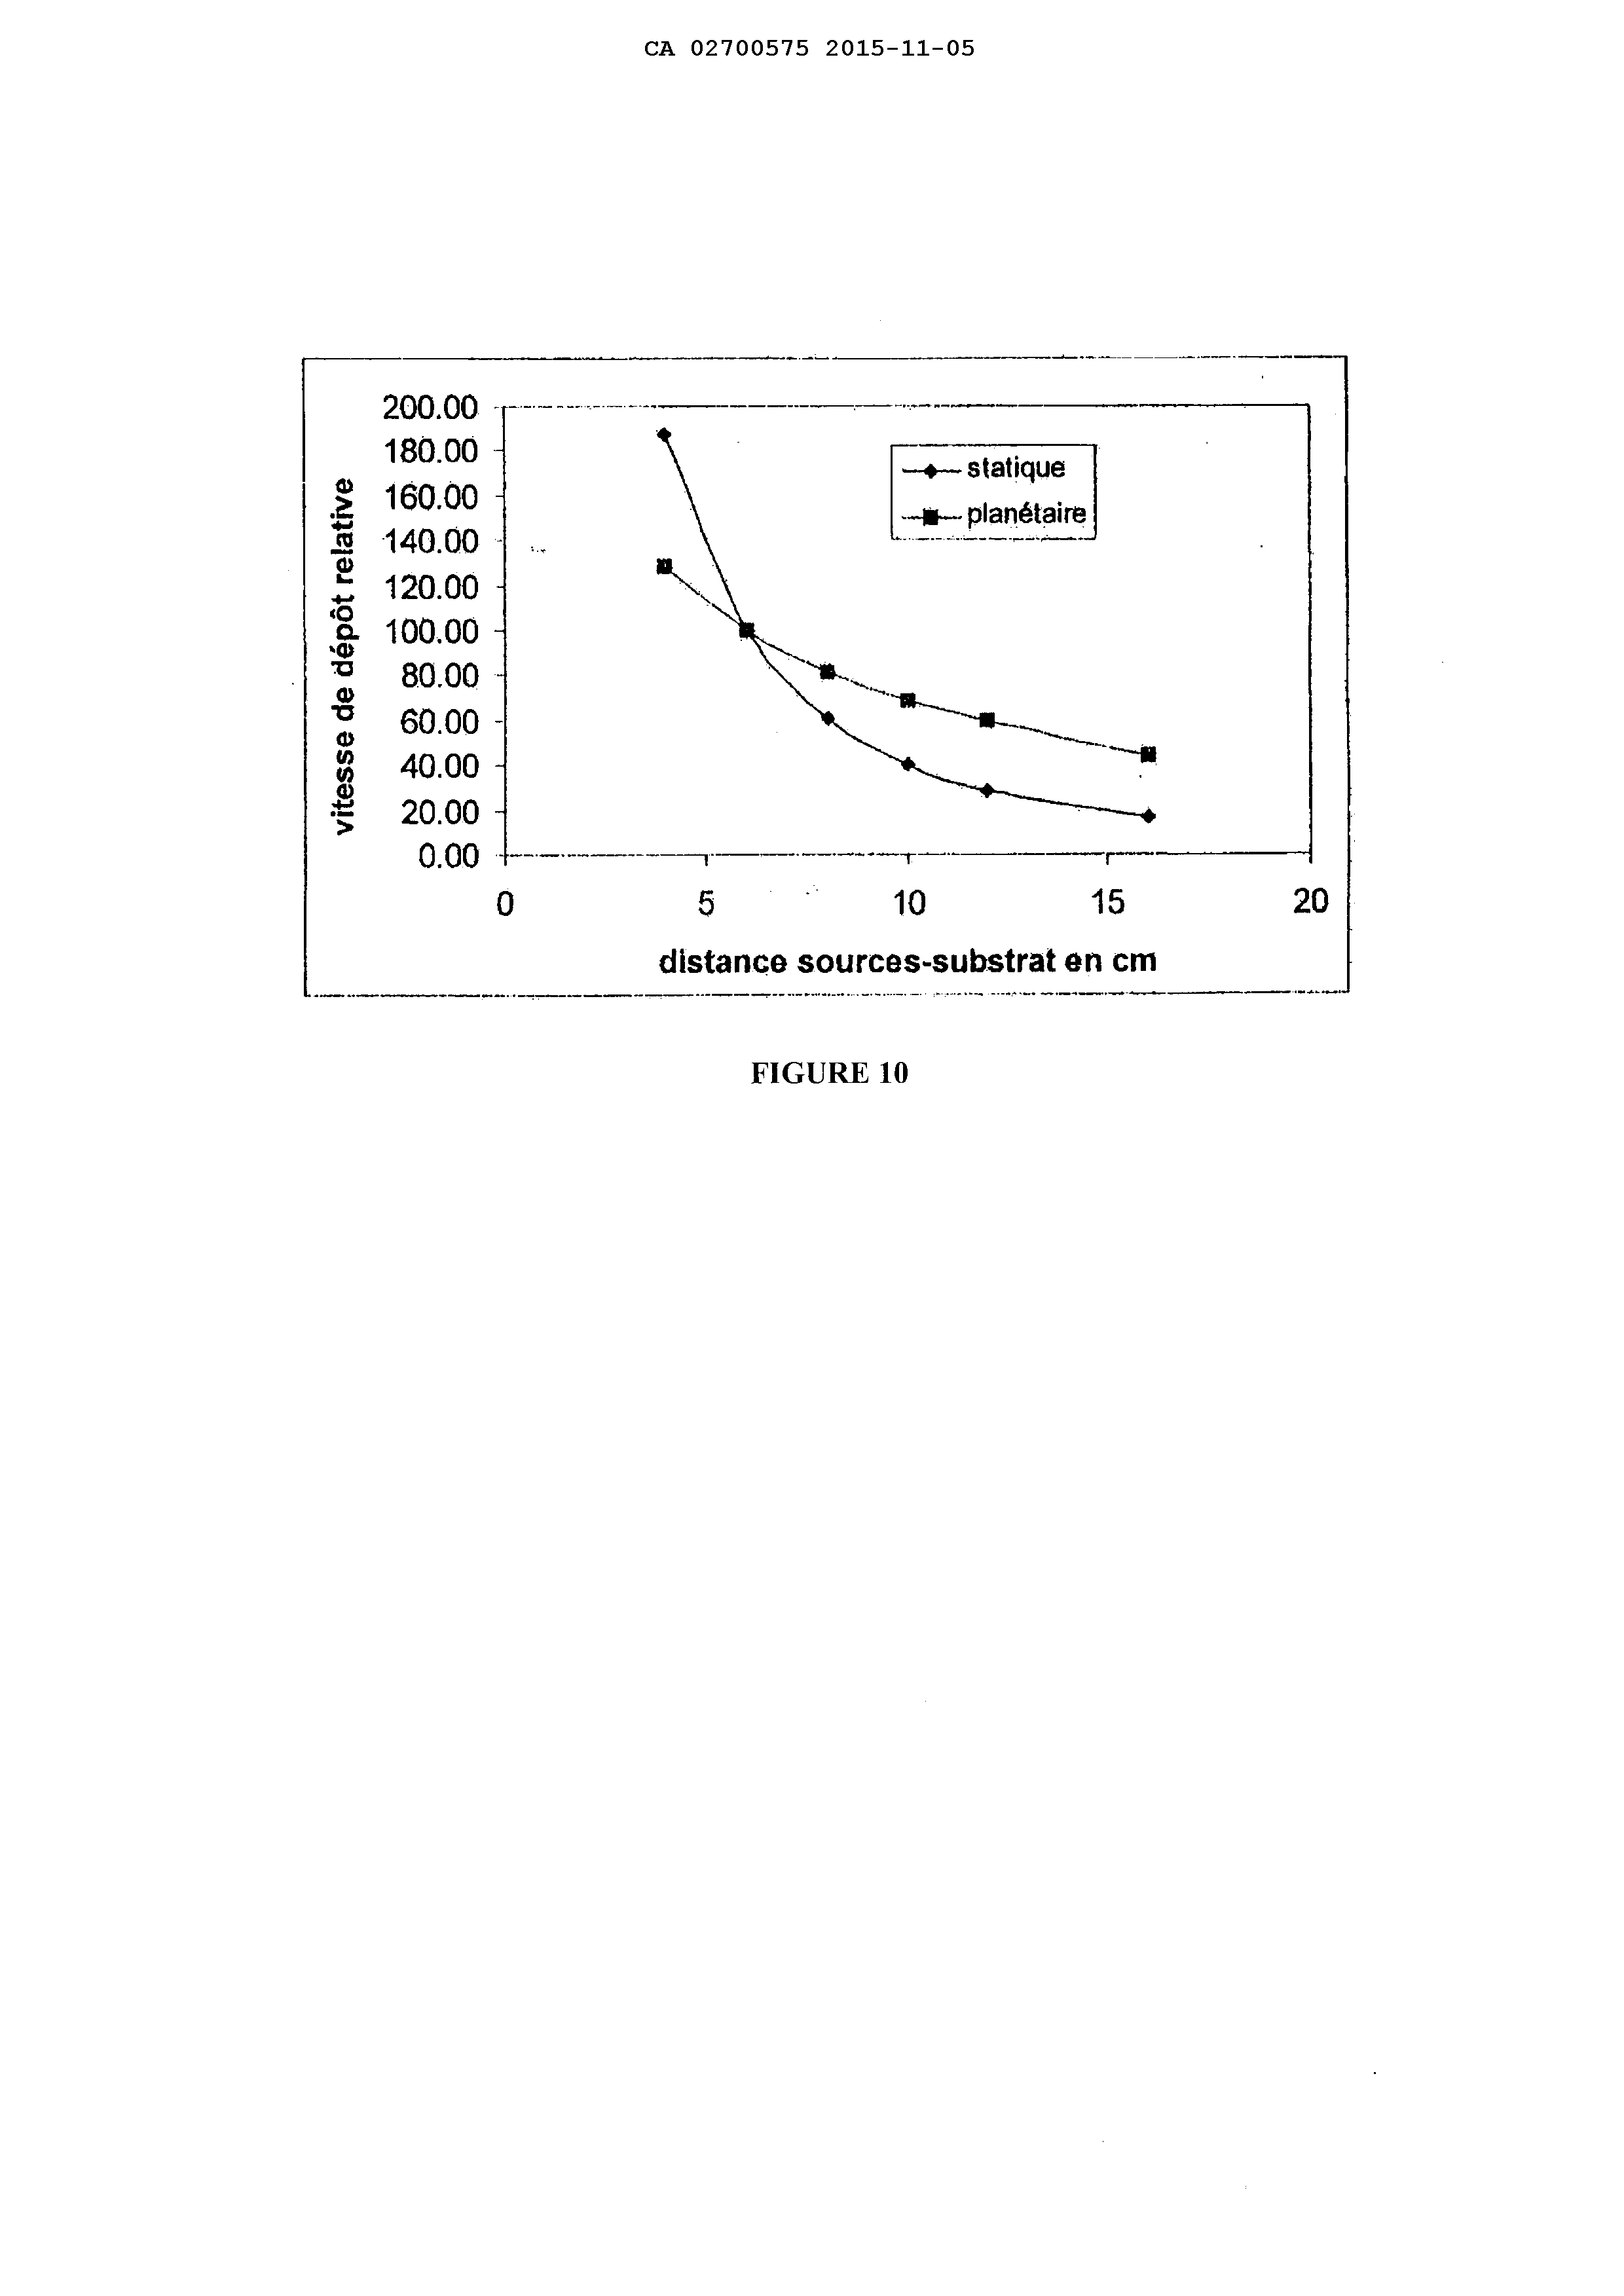 CA 02700575 2015-11-05
200.00
180.00
160.00
140.00
120.00
100.00
80.00
60.00
40.00
20.00
0.00
vitesse de dépôt relative
statique
planétaire
0 5 10 15 20
distance sources-substrat en cm
FIGURE 10